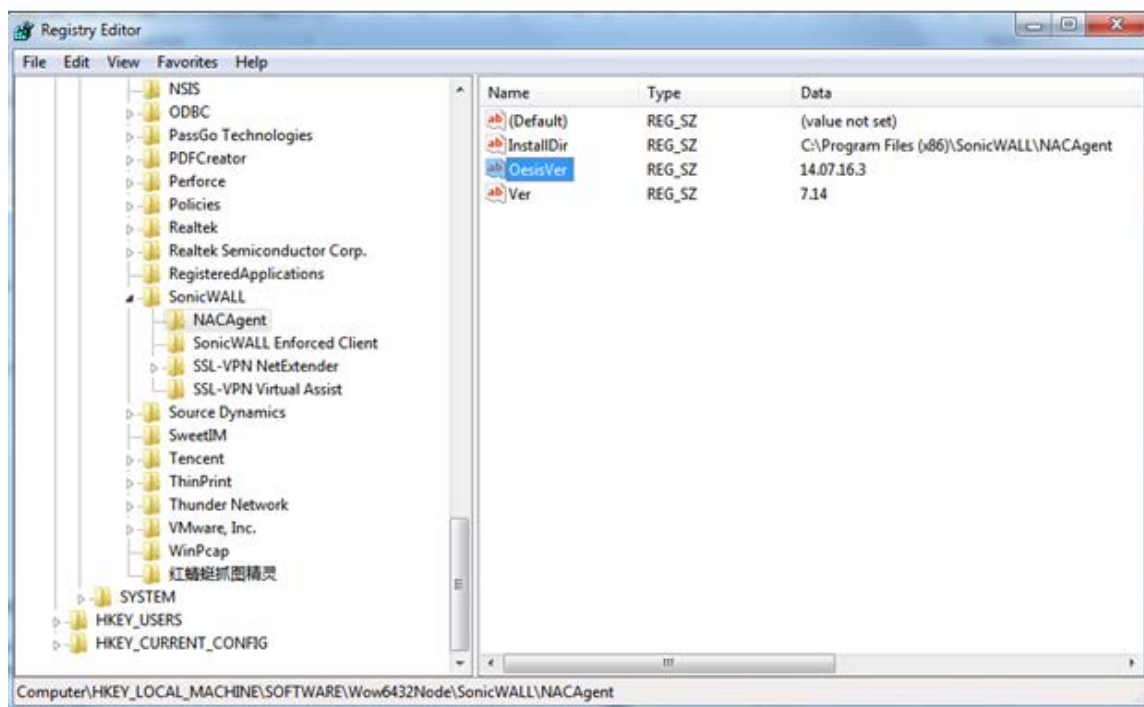 Registry Editor
File Edit View Favorites Help
NSIS
ODBC
PassGo Technologies
PDFCreator
Perforce
Policies
Realtek
Realtek Semiconductor Corp.
RegisteredApplications
SonicWALL
NACAgent
SonicWALL Enforced Client
SSL-VPN NetExtender
SSL-VPN Virtual Assist
Source Dynamics
SweetIM
Tencent
ThinPrint
Thunder Network
VMware, Inc.
WinPcap
红蜻蜓抓图精灵
SYSTEM
HKEY_USERS
HKEY_CURRENT_CONFIG
Name Type Data
(Default) REG_SZ (value not set)
InstallDir REG_SZ C:\Program Files (x86)\SonicWALL\NACAgent
OesisVer REG_SZ 14.07.16.3
Ver REG_SZ 7.14
Computer\HKEY_LOCAL_MACHINE\SOFTWARE\Wow6432Node\SonicWALL\NACAgent